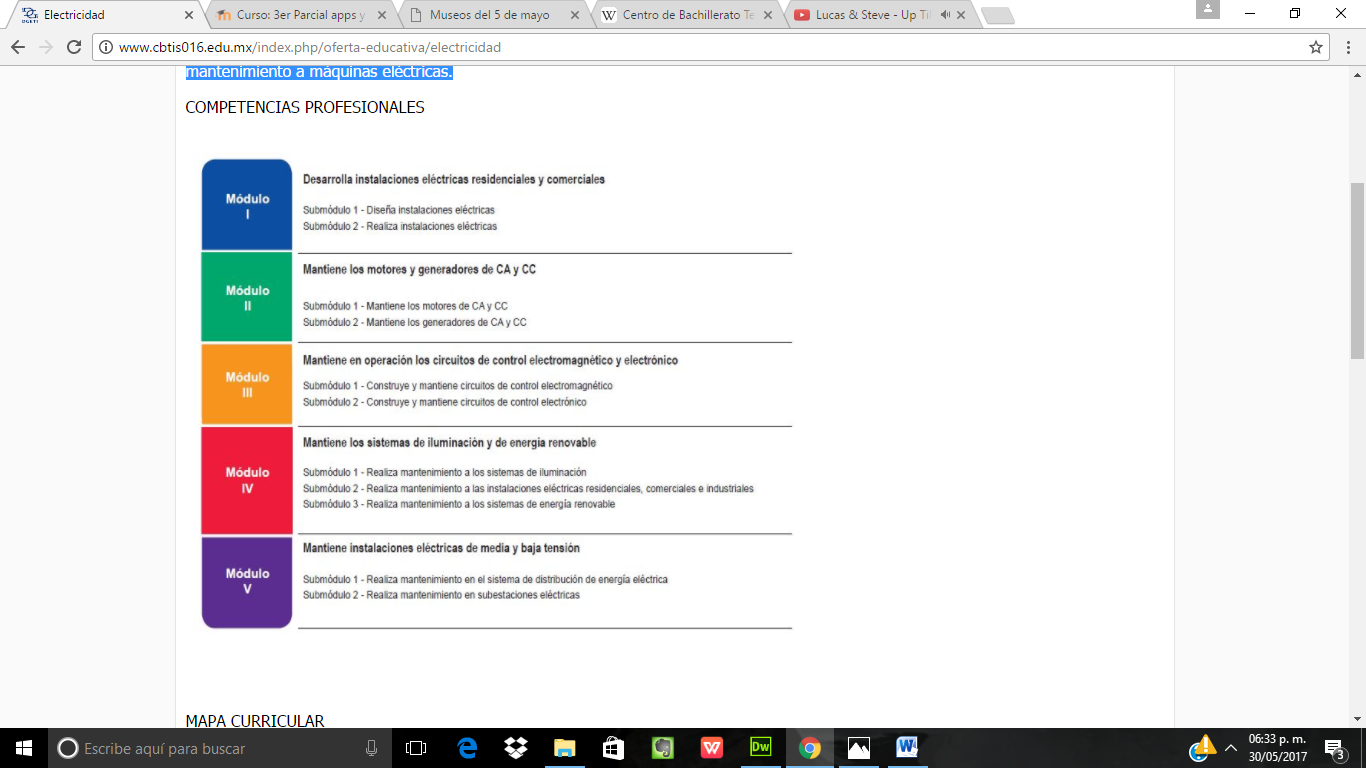 Electricidad
Curso: 3er Parcial apps y
Museos del 5 de mayo
W Centro de Bachillerato Te
Lucas & Steve - Up Ti
www.cbtis016.edu.mx/index.php/oferta-educativa/electricidad
mantenimiento a máquinas eléctricas.
COMPETENCIAS PROFESIONALES
Módulo
I
Desarrolla instalaciones eléctricas residenciales y comerciales
Submódulo 1 - Diseña instalaciones eléctricas
Submódulo 2 - Realiza instalaciones eléctricas
Módulo
II
Mantiene los motores y generadores de CA y CC
Submódulo 1 - Mantiene los motores de CA y CC
Submódulo 2 - Mantiene los generadores de CA y CC
Módulo
III
Mantiene en operación los circuitos de control electromagnético y electrónico
Submódulo 1 - Construye y mantiene circuitos de control electromagnético
Submódulo 2 - Construye y mantiene circuitos de control electrónico
Módulo
IV
Mantiene los sistemas de iluminación y de energía renovable
Submódulo 1 - Realiza mantenimiento a los sistemas de iluminación
Submódulo 2 - Realiza mantenimiento a las instalaciones eléctricas residenciales, comerciales e industriales
Submódulo 3 - Realiza mantenimiento a los sistemas de energía renovable
Módulo
V
Mantiene instalaciones eléctricas de media y baja tensión
Submódulo 1 - Realiza mantenimiento en el sistema de distribución de energía eléctrica
Submódulo 2 - Realiza mantenimiento en subestaciones eléctricas
MAPA CURRICULAR
Escribe aquí para buscar
Dw
06:33 p. m.
30/05/2017
3